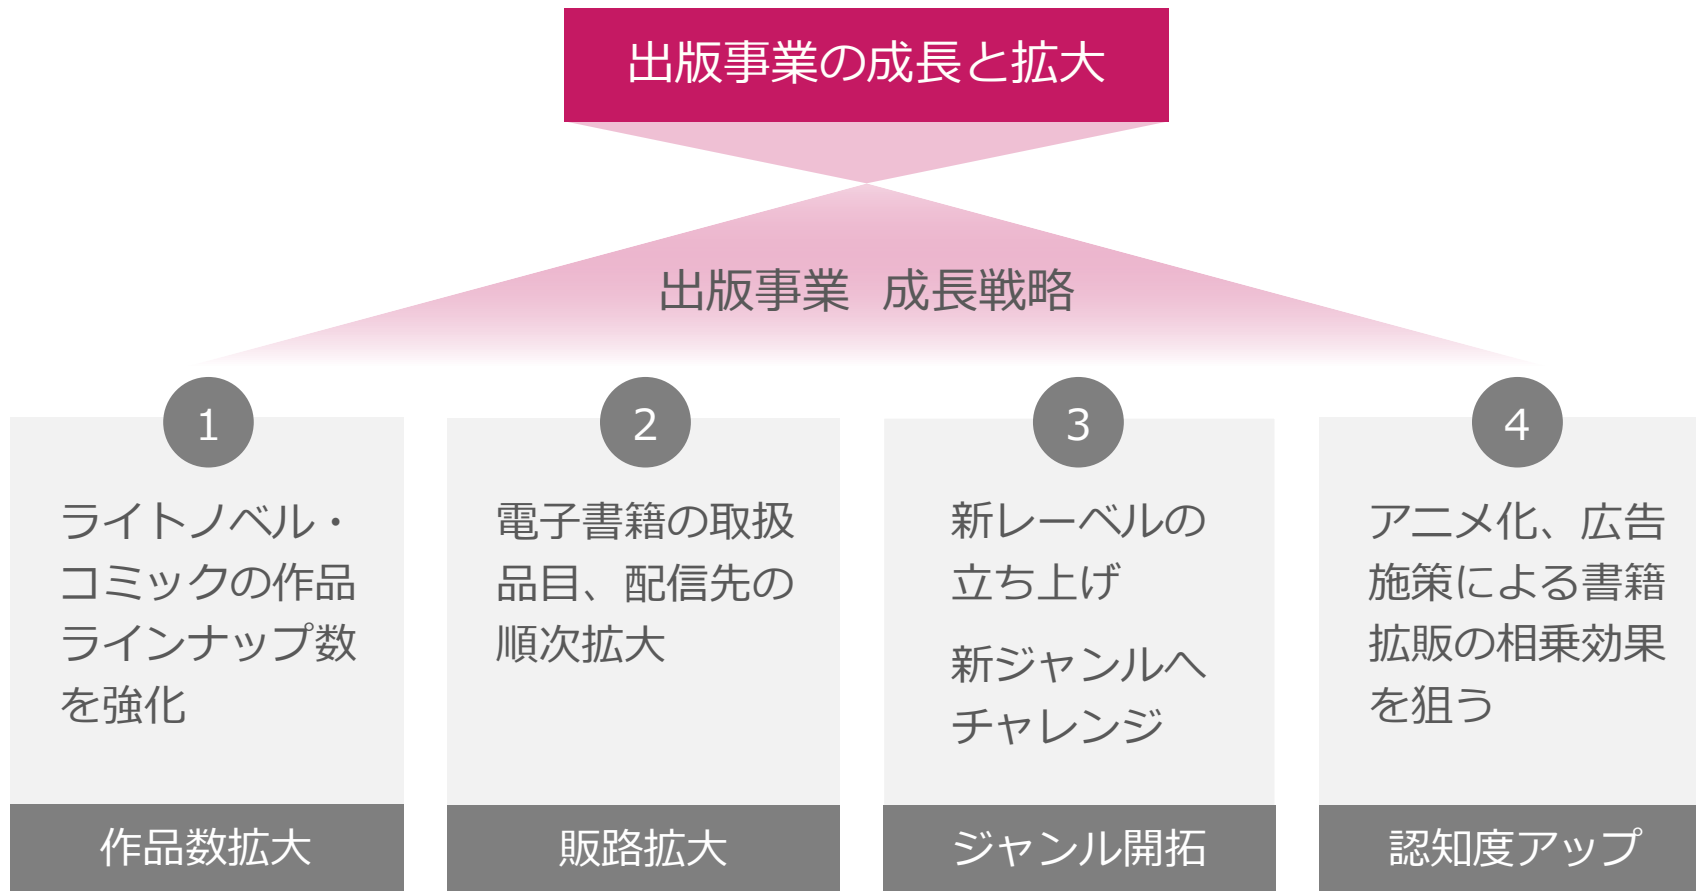 出版事業の成長と拡大
出版事業 成長戦略
1
ライトノベル・
コミックの作品
ラインナップ数
を強化
作品数拡大
2
電子書籍の取扱
品目、配信先の
順次拡大
販路拡大
3
新レーベルの
立ち上げ
新ジャンルへ
チャレンジ
ジャンル開拓
4
アニメ化、広告
施策による書籍
拡販の相乗効果
を狙う
認知度アップ